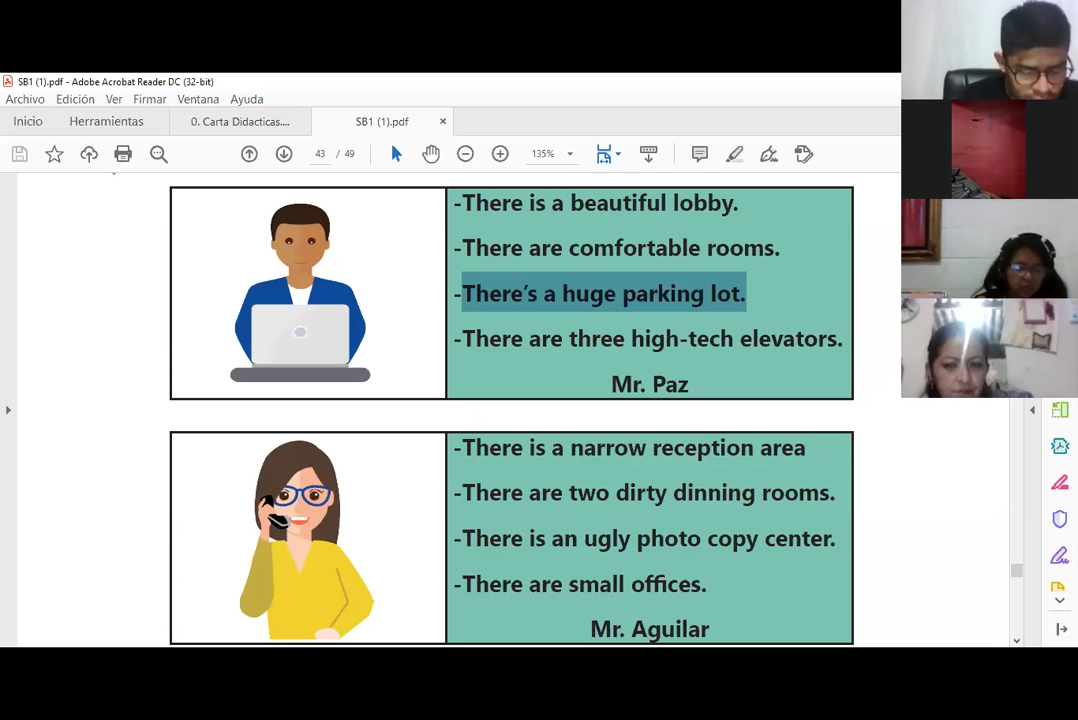 SB1 (1).pdf - Adobe Acrobat Reader DC (32-bit)
Archivo Edición Ver Firmar Ventana Ayuda
Inicio Herramientas 0. Carta Didacticas.... SB1 (1).pdf ×
43 / 49 135%
-There is a beautiful lobby.
-There are comfortable rooms.
-There's a huge parking lot.
-There are three high-tech elevators.
Mr. Paz
-There is a narrow reception area
-There are two dirty dinning rooms.
-There is an ugly photo copy center.
-There are small offices.
Mr. Aguilar